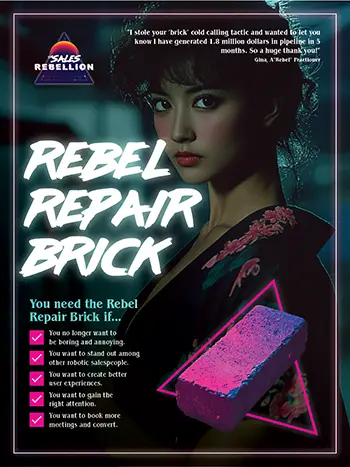 "I stole your 'brick' cold calling tactic and wanted to let you
know I have generated 1.8 million dollars in pipeline in 5
months. So a huge thank you!"
Gina, A"Rebel" Practioner
SALES
REBELLION
REBEL
REPAIR
BRICK
You need the Rebel
Repair Brick if...
You no longer want to
be boring and annoying.
You want to stand out among
other robotic salespeople.
You want to create better
user experiences.
You want to gain the
right attention.
You want to book more
meetings and convert.